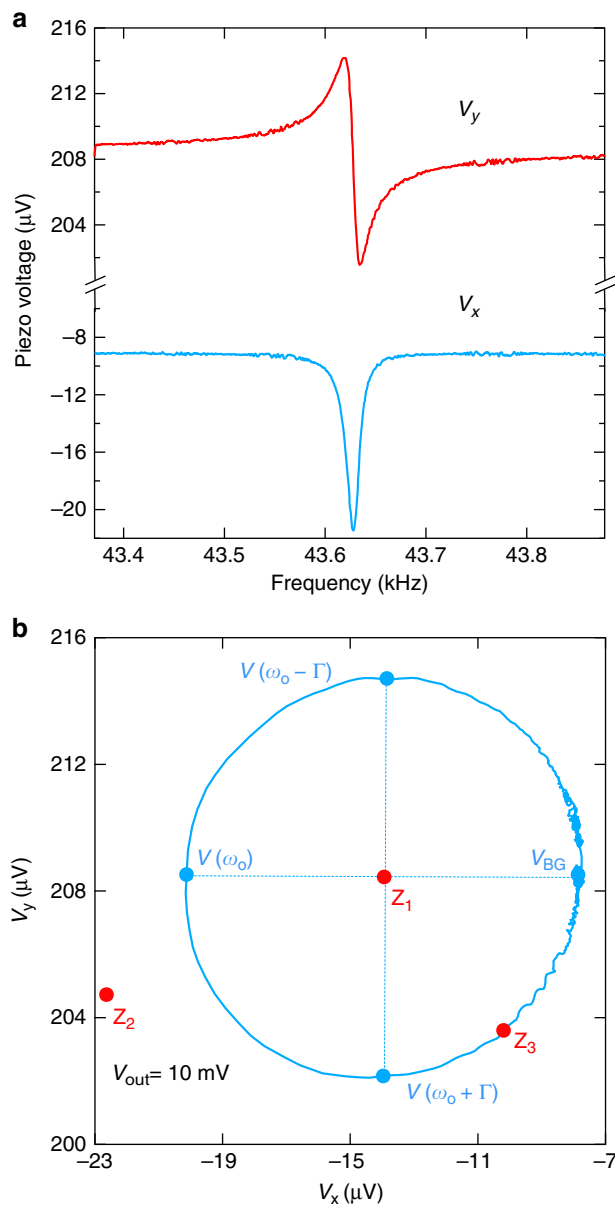 a
216
212
208
204
−8
−12
−16
−20
Piezo voltage (μV)
V_y
V_x
43.4 43.5 43.6 43.7 43.8
Frequency (kHz)
b
216
212
208
204
200
V_y (μV)
V (ω_o − Γ)
V (ω_o)
V_BG
Z_1
Z_2
Z_3
V_out = 10 mV
V (ω_o + Γ)
−23 −19 −15 −11 −7
V_x (μV)